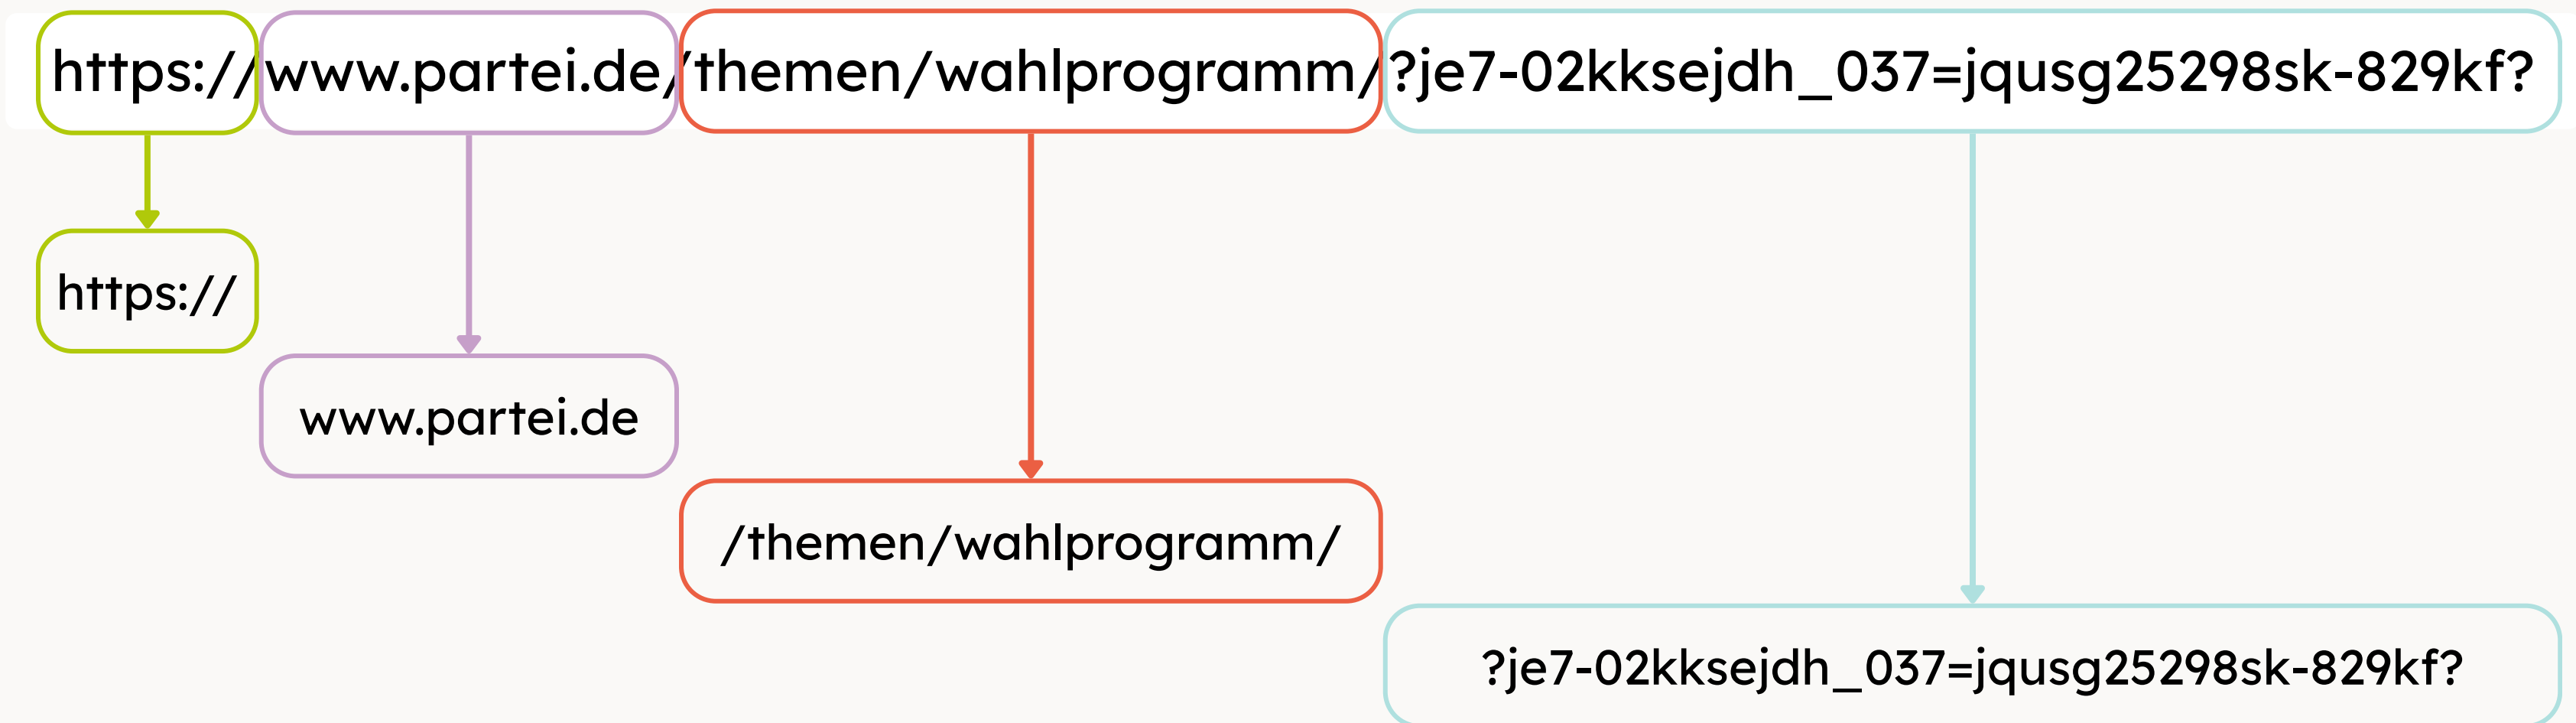 https://www.partei.de/themen/wahlprogramm/?je7-02kksejdh_037=jqusg25298sk-829kf?
https://
www.partei.de
/themen/wahlprogramm/
?je7-02kksejdh_037=jqusg25298sk-829kf?